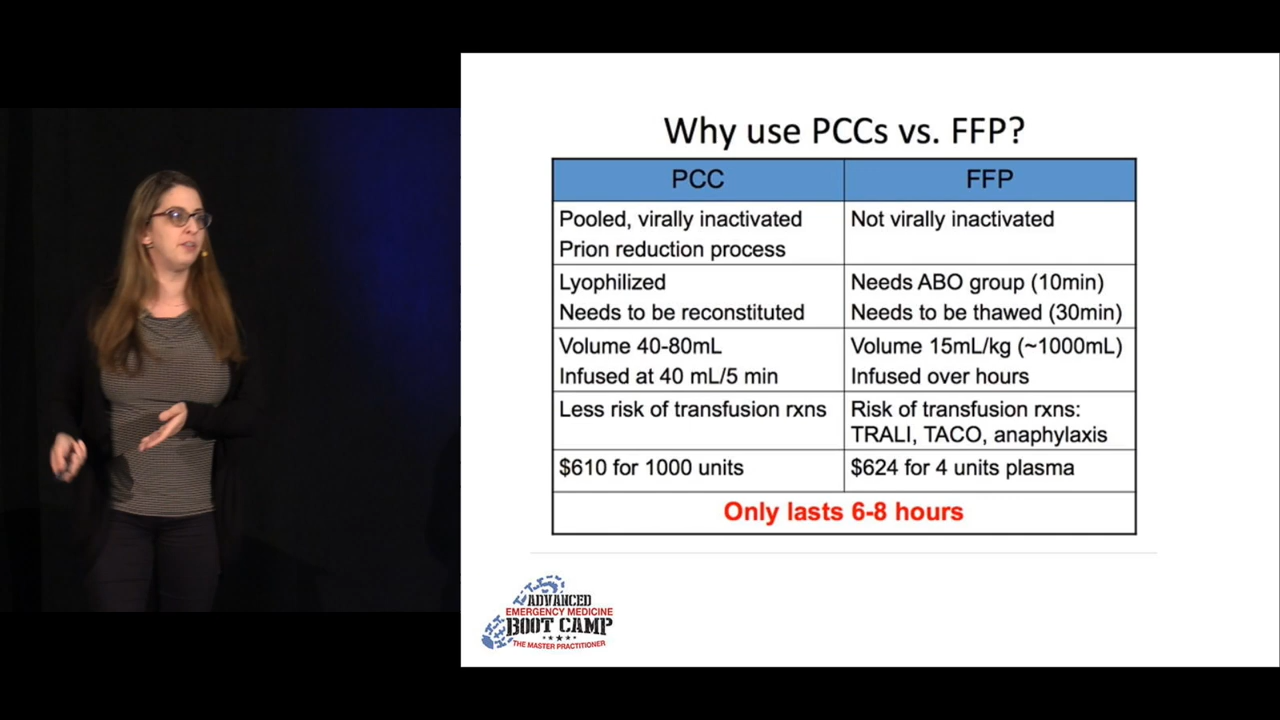 Why use PCCs vs. FFP?
PCC
FFP
Pooled, virally inactivated
Prion reduction process
Not virally inactivated
Lyophilized
Needs to be reconstituted
Needs ABO group (10min)
Needs to be thawed (30min)
Volume 40-80mL
Infused at 40 mL/5 min
Volume 15mL/kg (~1000mL)
Infused over hours
Less risk of transfusion rxns
Risk of transfusion rxns:
TRALI, TACO, anaphylaxis
$610 for 1000 units
$624 for 4 units plasma
Only lasts 6-8 hours
ADVANCED
EMERGENCY MEDICINE
BOOT CAMP
THE MASTER PRACTITIONER